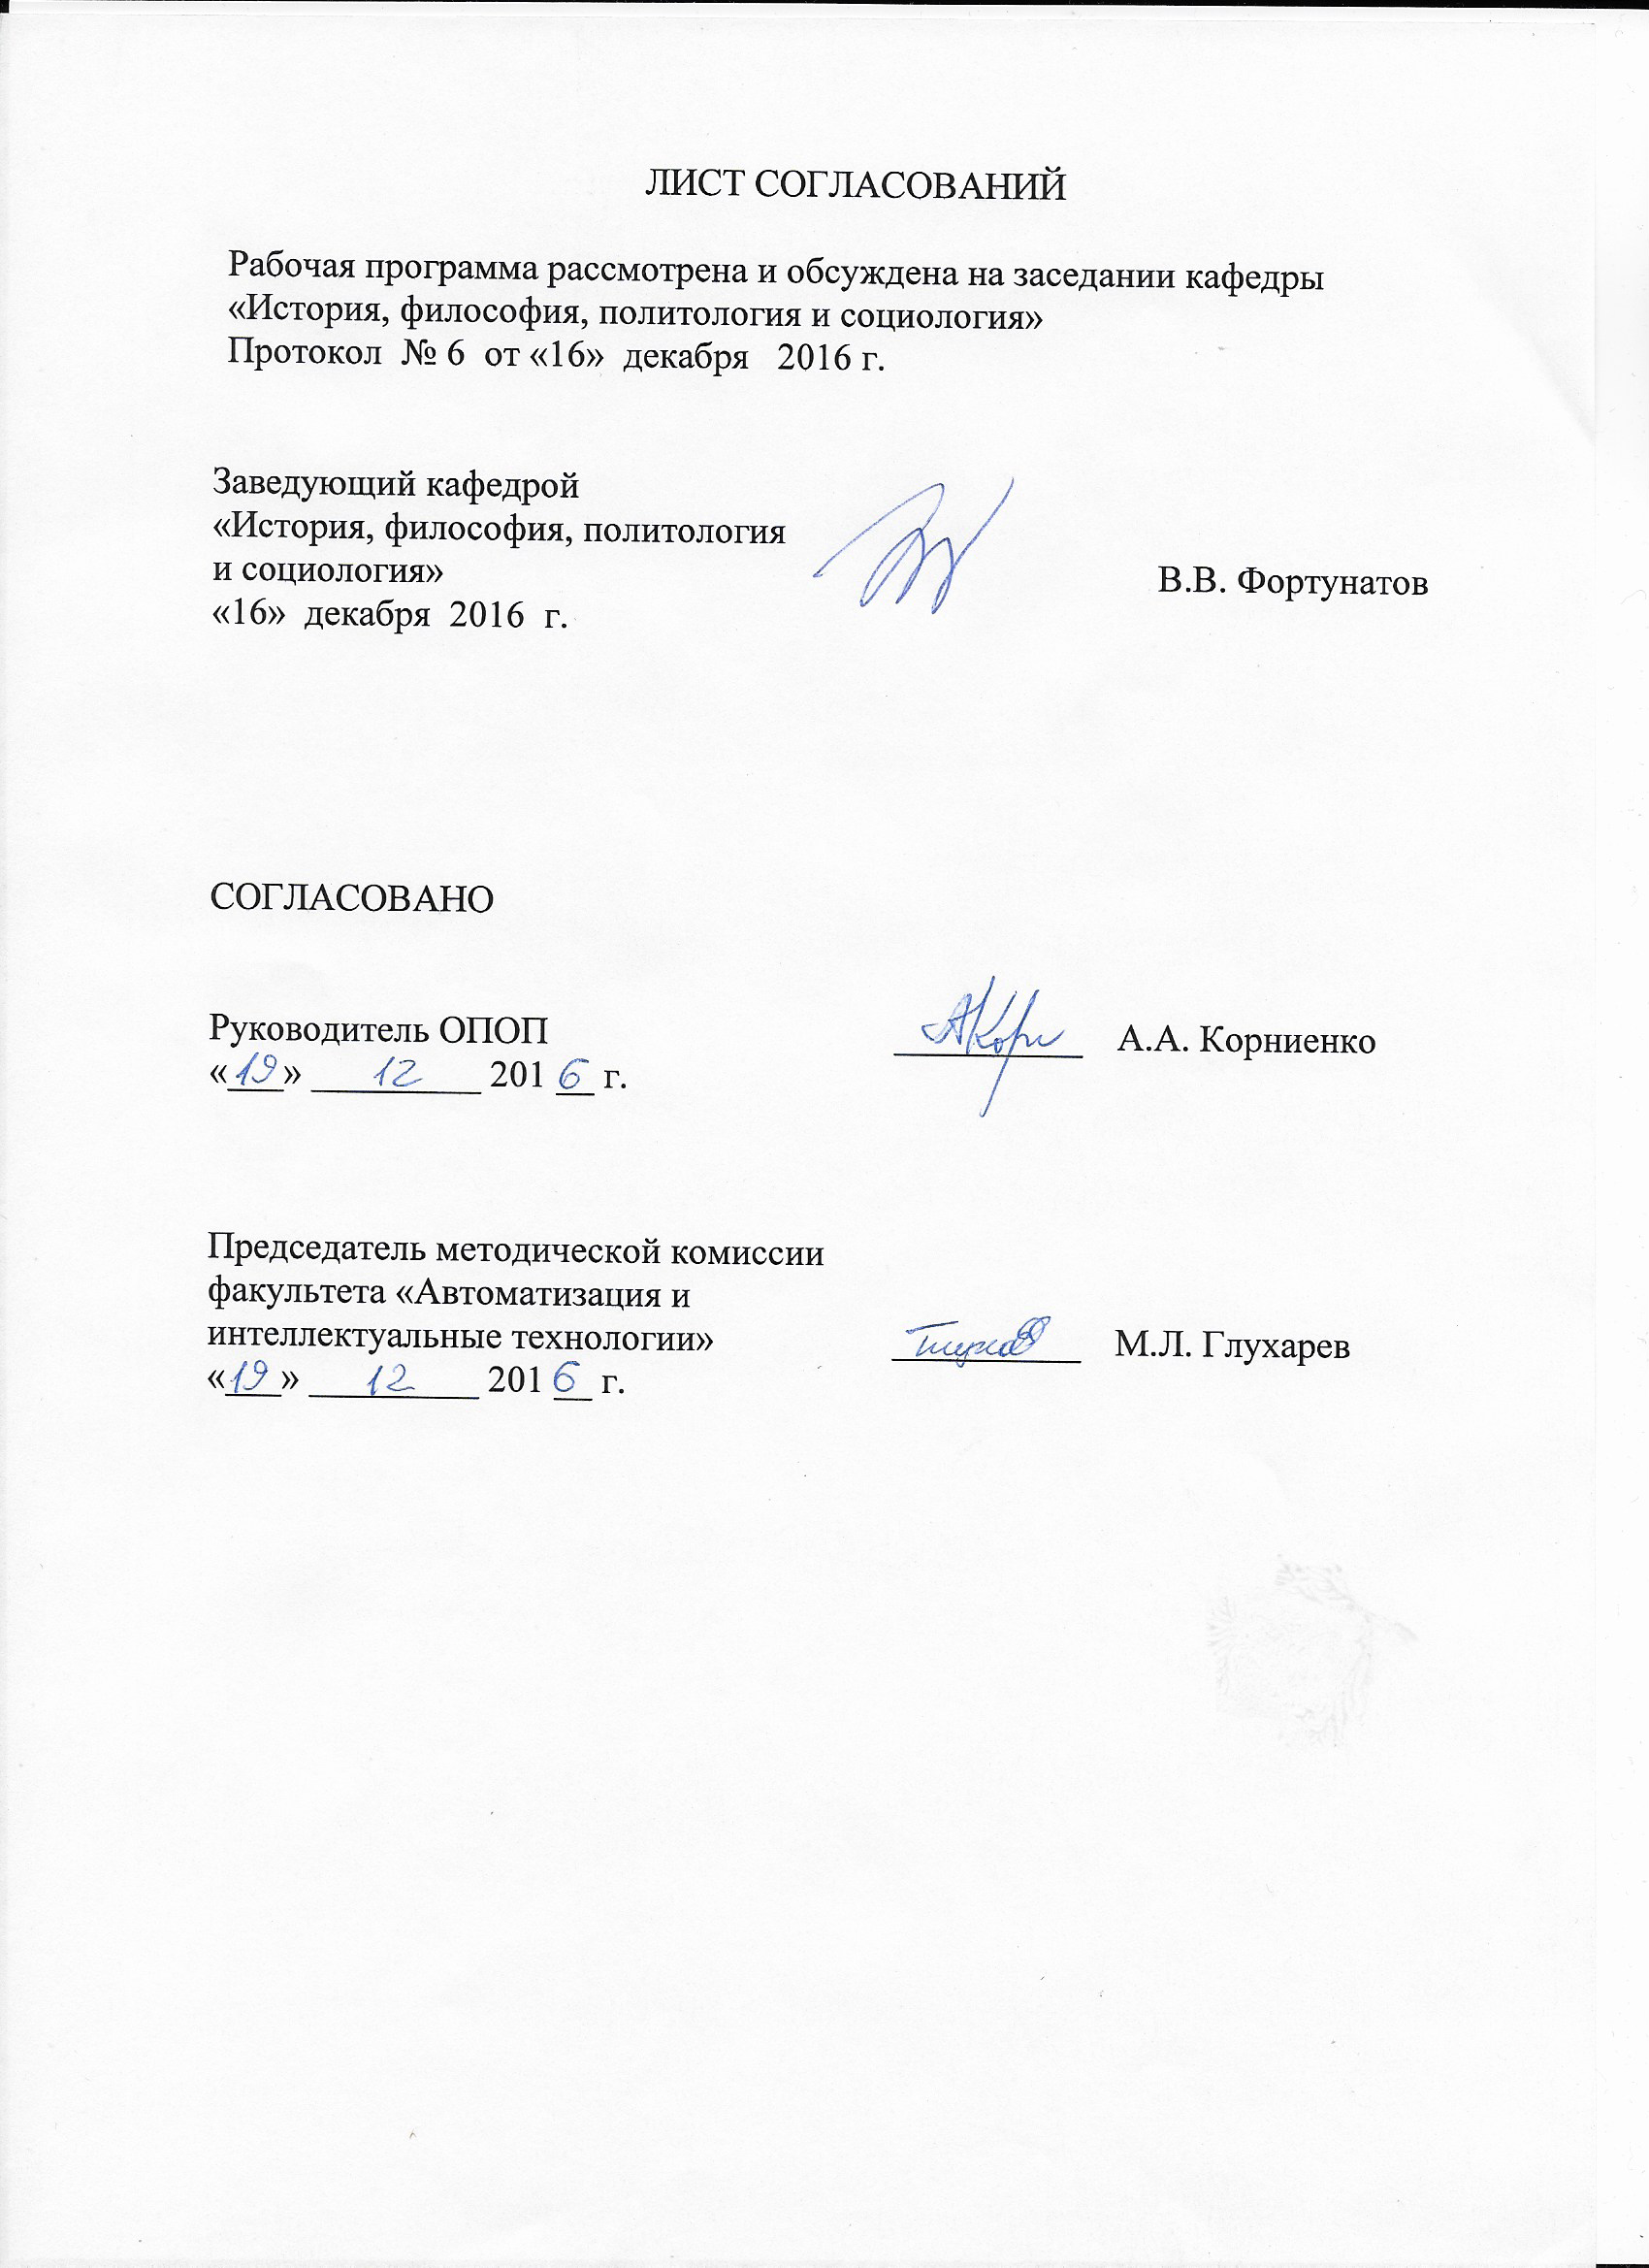 ЛИСТ СОГЛАСОВАНИЙ
Рабочая программа рассмотрена и обсуждена на заседании кафедры
«История, философия, политология и социология»
Протокол № 6 от «16» декабря 2016 г.
Заведующий кафедрой
«История, философия, политология
и социология» В.В. Фортунатов
«16» декабря 2016 г.
СОГЛАСОВАНО
Руководитель ОПОП А.А. Корниенко
«19» 12 2016 г.
Председатель методической комиссии
факультета «Автоматизация и
интеллектуальные технологии» М.Л. Глухарев
«19» 12 2016 г.